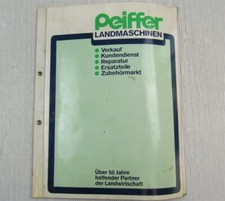 Peiffer
LANDMASCHINEN
Verkauf
Kundendienst
Reparatur
Ersatzteile
Zubehörmarkt
Über 50 Jahre
helfender Partner
der Landwirtschaft